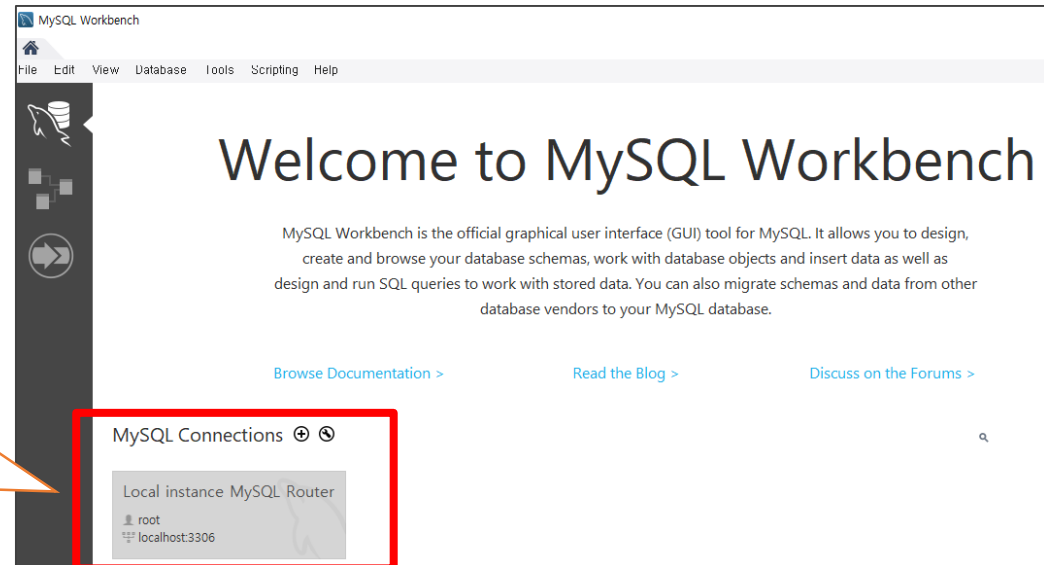 MySQL Workbench
File Edit View Database Tools Scripting Help
Welcome to MySQL Workbench
MySQL Workbench is the official graphical user interface (GUI) tool for MySQL. It allows you to design,
create and browse your database schemas, work with database objects and insert data as well as
design and run SQL queries to work with stored data. You can also migrate schemas and data from other
database vendors to your MySQL database.
Browse Documentation > Read the Blog > Discuss on the Forums >
MySQL Connections
Local instance MySQL Router
root
localhost:3306